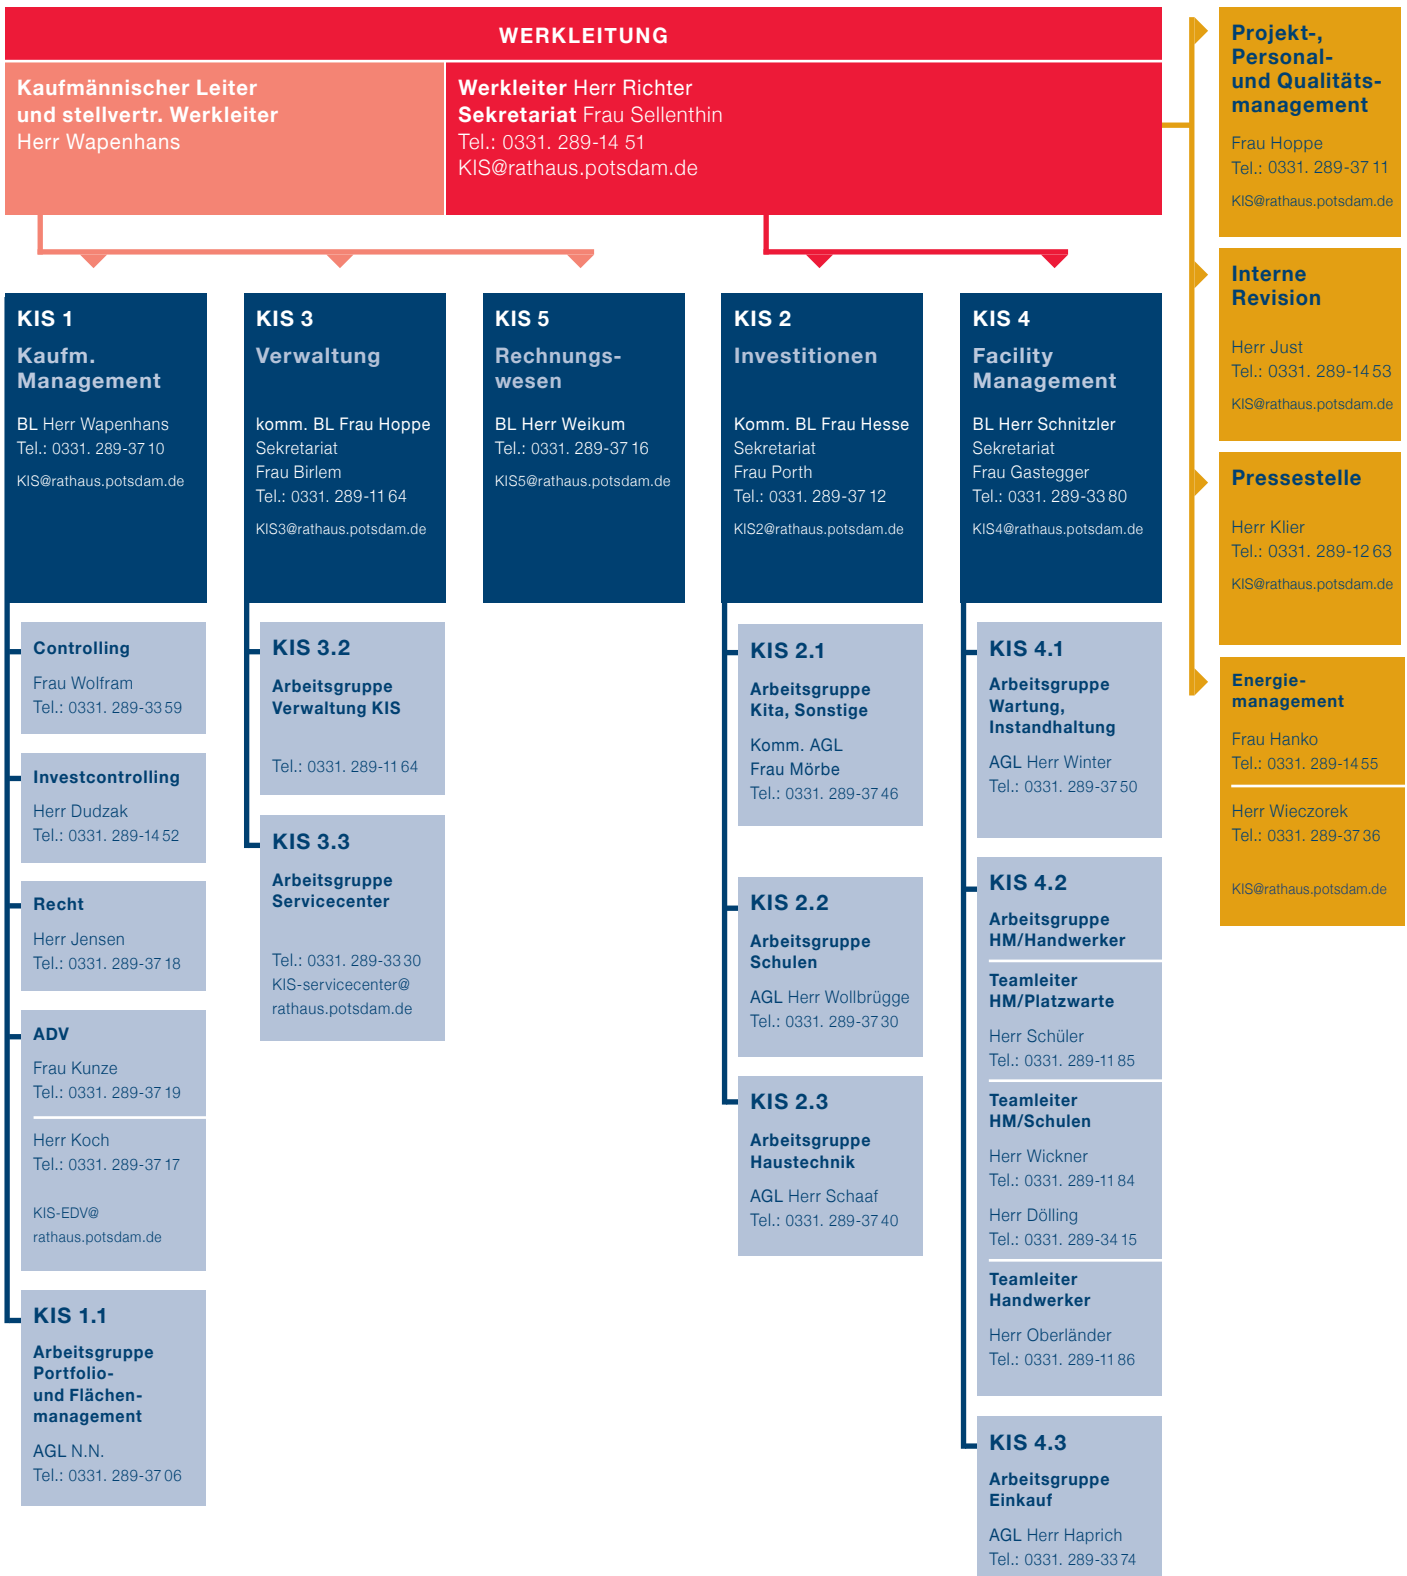 WERKLEITUNG
Kaufmännischer Leiter
und stellvertr. Werkleiter
Herr Wapenhans
Werkleiter Herr Richter
Sekretariat Frau Sellenthin
Tel.: 0331. 289-14 51
KIS@rathaus.potsdam.de
Projekt-,
Personal-
und Qualitäts-
management
Frau Hoppe
Tel.: 0331. 289-37 11
KIS@rathaus.potsdam.de
Interne
Revision
Herr Just
Tel.: 0331. 289-14 53
KIS@rathaus.potsdam.de
Pressestelle
Herr Klier
Tel.: 0331. 289-12 63
KIS@rathaus.potsdam.de
Energie-
management
Frau Hanko
Tel.: 0331. 289-14 55
Herr Wieczorek
Tel.: 0331. 289-37 36
KIS@rathaus.potsdam.de
KIS 1
Kaufm.
Management
BL Herr Wapenhans
Tel.: 0331. 289-37 10
KIS@rathaus.potsdam.de
Controlling
Frau Wolfram
Tel.: 0331. 289-33 59
Investcontrolling
Herr Dudzak
Tel.: 0331. 289-14 52
Recht
Herr Jensen
Tel.: 0331. 289-37 18
ADV
Frau Kunze
Tel.: 0331. 289-37 19
Herr Koch
Tel.: 0331. 289-37 17
KIS-EDV@
rathaus.potsdam.de
KIS 1.1
Arbeitsgruppe
Portfolio-
und Flächen-
management
AGL N.N.
Tel.: 0331. 289-37 06
KIS 3
Verwaltung
komm. BL Frau Hoppe
Sekretariat
Frau Birlem
Tel.: 0331. 289-11 64
KIS3@rathaus.potsdam.de
KIS 3.2
Arbeitsgruppe
Verwaltung KIS
Tel.: 0331. 289-11 64
KIS 3.3
Arbeitsgruppe
Servicecenter
Tel.: 0331. 289-33 30
KIS-servicecenter@
rathaus.potsdam.de
KIS 5
Rechnungs-
wesen
BL Herr Weikum
Tel.: 0331. 289-37 16
KIS5@rathaus.potsdam.de
KIS 2
Investitionen
Komm. BL Frau Hesse
Sekretariat
Frau Porth
Tel.: 0331. 289-37 12
KIS2@rathaus.potsdam.de
KIS 2.1
Arbeitsgruppe
Kita, Sonstige
Komm. AGL
Frau Mörbe
Tel.: 0331. 289-37 46
KIS 2.2
Arbeitsgruppe
Schulen
AGL Herr Wollbrügge
Tel.: 0331. 289-37 30
KIS 2.3
Arbeitsgruppe
Haustechnik
AGL Herr Schaaf
Tel.: 0331. 289-37 40
KIS 4
Facility
Management
BL Herr Schnitzler
Sekretariat
Frau Gastegger
Tel.: 0331. 289-33 80
KIS4@rathaus.potsdam.de
KIS 4.1
Arbeitsgruppe
Wartung,
Instandhaltung
AGL Herr Winter
Tel.: 0331. 289-37 50
KIS 4.2
Arbeitsgruppe
HM/Handwerker
Teamleiter
HM/Platzwarte
Herr Schüler
Tel.: 0331. 289-11 85
Teamleiter
HM/Schulen
Herr Wickner
Tel.: 0331. 289-11 84
Herr Dölling
Tel.: 0331. 289-34 15
Teamleiter
Handwerker
Herr Oberländer
Tel.: 0331. 289-11 86
KIS 4.3
Arbeitsgruppe
Einkauf
AGL Herr Haprich
Tel.: 0331. 289-33 74